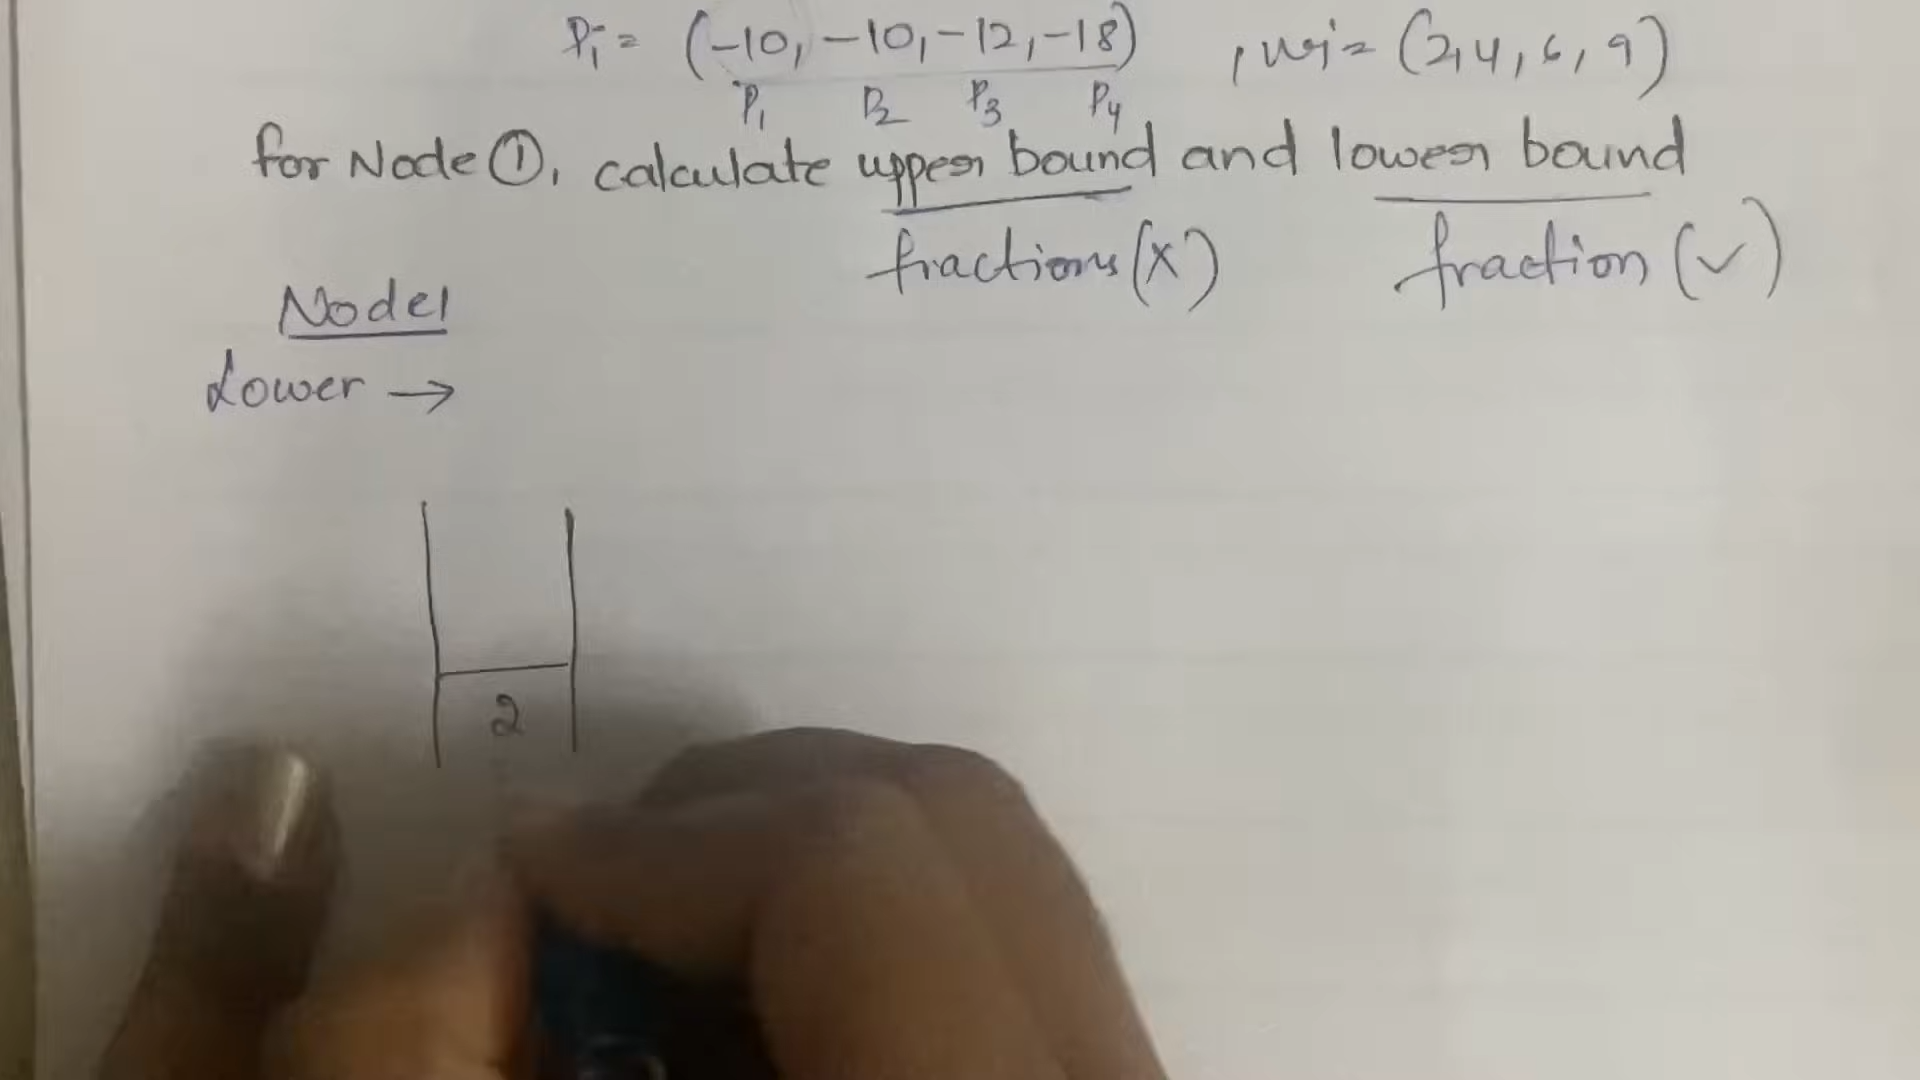 Pi = (-10, -10, -12, -18) , wi = (2,4,6,9)
P1 P2 P3 P4
for Node ①, calculate upper bound and lower bound
fractions (x) fraction (✓)
Node1
Lower →
2